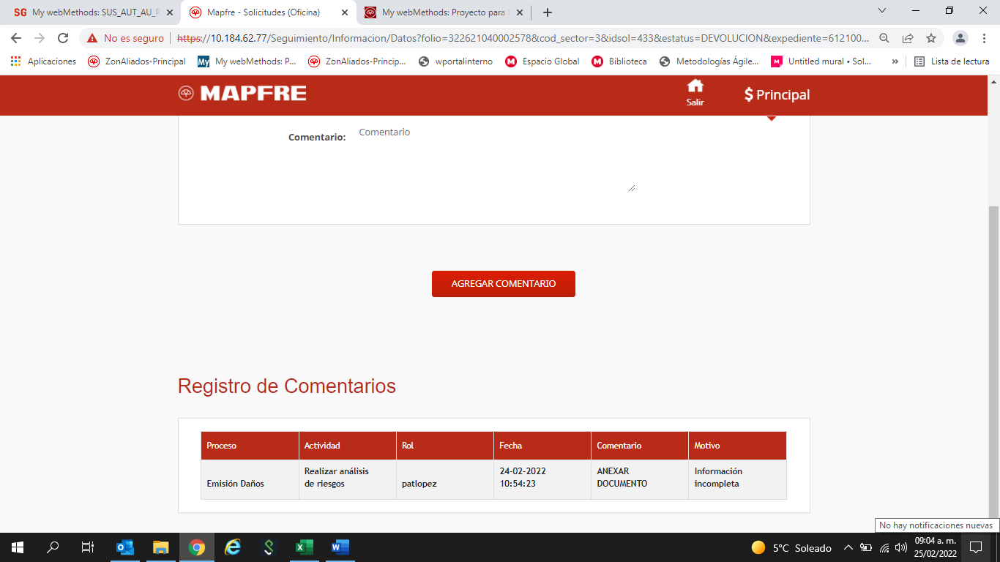 SG My webMethods: SUS_AUT_AU_R
Mapfre - Solicitudes (Oficina)
My webMethods: Proyecto para
No es seguro
https://10.184.62.77/Seguimiento/Informacion/Datos?folio=322621040002578&cod_sector=3&idsol=433&estatus=DEVOLUCION&expediente=612100...
Aplicaciones
ZonAliados-Principal
My My webMethods: P...
ZonAliados-Princip...
wportalinterno
M Espacio Global
M Biblioteca
Metodologías Ágile...
Untitled mural • Sol...
»
Lista de lectura
MAPFRE
Salir
$ Principal
Comentario:
Comentario
AGREGAR COMENTARIO
Registro de Comentarios
Proceso
Actividad
Rol
Fecha
Comentario
Motivo
Emisión Daños
Realizar análisis
de riesgos
patlopez
24-02-2022
10:54:23
ANEXAR
DOCUMENTO
Información
incompleta
No hay notificaciones nuevas
5°C Soleado
09:04 a. m.
25/02/2022